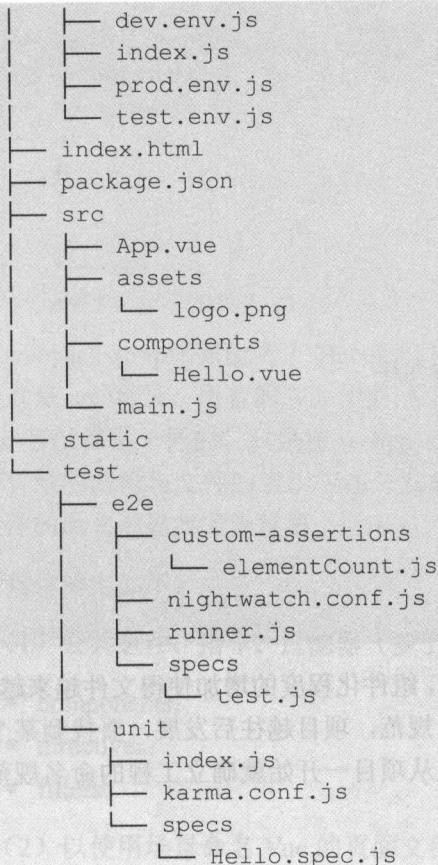 │   ├── dev.env.js
│   ├── index.js
│   ├── prod.env.js
│   └── test.env.js
├── index.html
├── package.json
├── src
│   ├── App.vue
│   ├── assets
│   │   └── logo.png
│   ├── components
│   │   └── Hello.vue
│   └── main.js
├── static
└── test
    ├── e2e
    │   ├── custom-assertions
    │   │   └── elementCount.js
    │   ├── nightwatch.conf.js
    │   ├── runner.js
    │   └── specs
    │       └── test.js
    └── unit
        ├── index.js
        ├── karma.conf.js
        └── specs
            └── Hello.spec.js